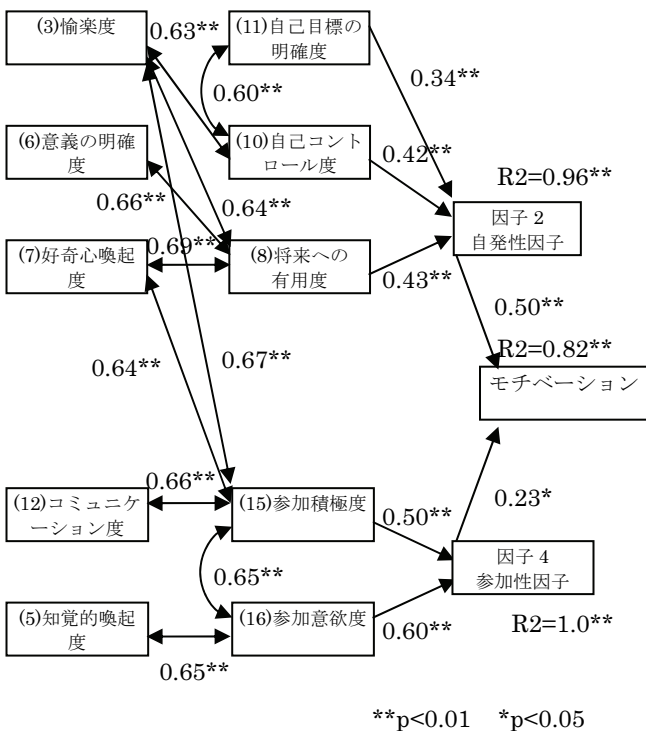 (3)愉楽度
0.63**
(11)自己目標の
明確度
0.34**
0.60**
(6)意義の明確
度
(10)自己コント
ロール度
0.42**
R2=0.96**
0.66**
0.64**
因子 2
自発性因子
(7)好奇心喚起
度
0.69**
(8)将来への
有用度
0.43**
0.50**
R2=0.82**
0.64**
0.67**
モチベーション
(12)コミュニケ
ーション度
0.66**
(15)参加積極度
0.50**
0.23*
因子 4
参加性因子
0.65**
(5)知覚的喚起
度
(16)参加意欲度
0.60**
R2=1.0**
0.65**
**p<0.01 *p<0.05